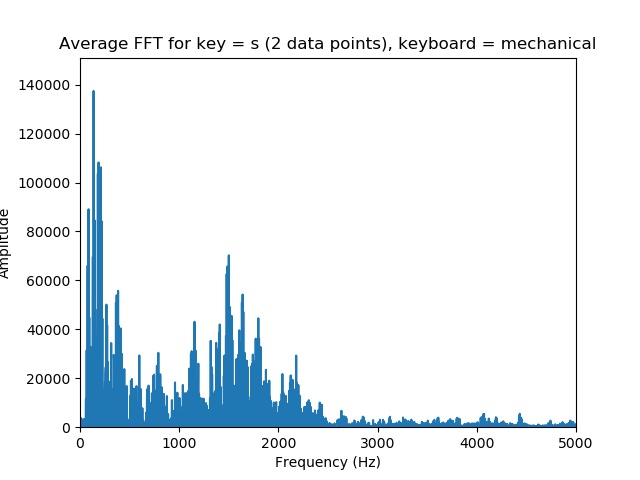 Average FFT for key = s (2 data points), keyboard = mechanical
140000
120000
100000
80000
60000
40000
20000
0
Amplitude
0 1000 2000 3000 4000 5000
Frequency (Hz)